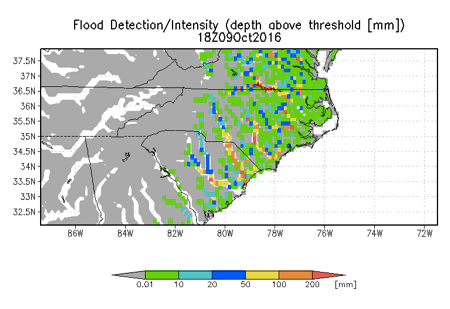 Flood Detection/Intensity (depth above threshold [mm])
18Z09Oct2016
37.5N
37N
36.5N
36N
35.5N
35N
34.5N
34N
33.5N
33N
32.5N
86W 84W 82W 80W 78W 76W 74W 72W
0.01 10 20 50 100 200 [mm]